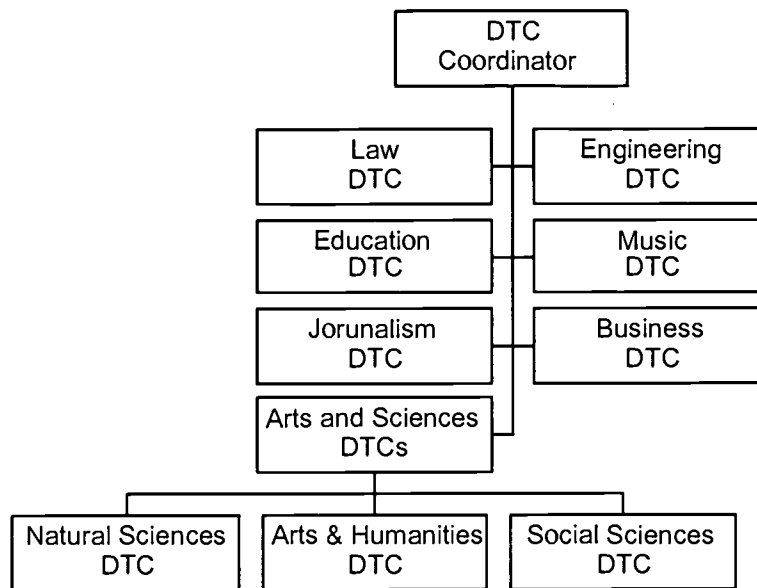 DTC
Coordinator
Law
DTC
Engineering
DTC
Education
DTC
Music
DTC
Jorunalism
DTC
Business
DTC
Arts and Sciences
DTCs
Natural Sciences
DTC
Arts & Humanities
DTC
Social Sciences
DTC